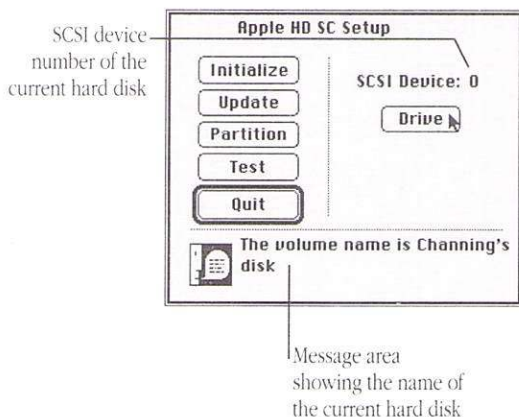 Apple HD SC Setup
SCSI device
number of the
current hard disk
Initialize
Update
Partition
Test
Quit
SCSI Device: 0
Drive
The volume name is Channing's
disk
Message area
showing the name of
the current hard disk